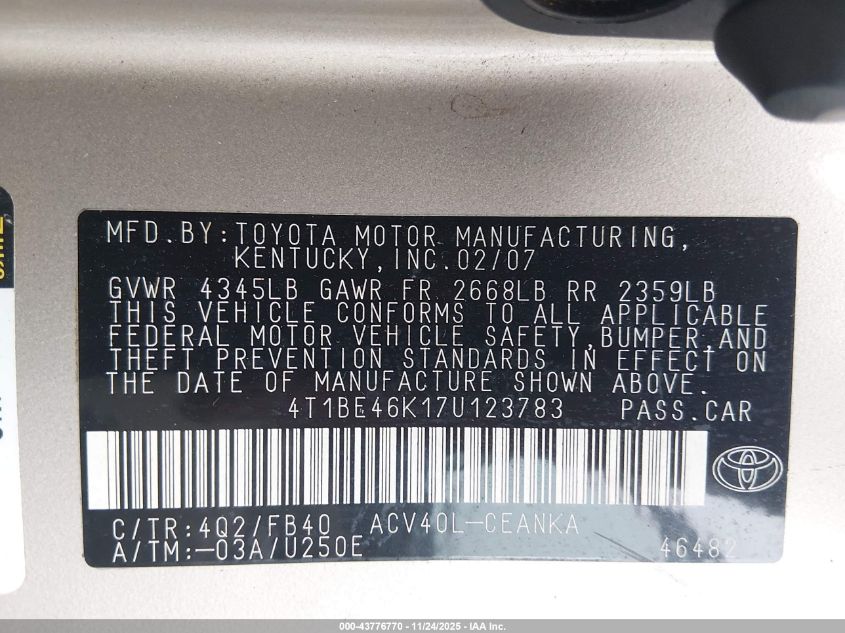 MFD.BY:TOYOTA MOTOR MANUFACTURING,
KENTUCKY,INC.02/07
GVWR 4345LB GAWR FR 2668LB RR 2359LB
THIS VEHICLE CONFORMS TO ALL APPLICABLE
FEDERAL MOTOR VEHICLE SAFETY,BUMPER,AND
THEFT PREVENTION STANDARDS IN EFFECT ON
THE DATE OF MANUFACTURE SHOWN ABOVE.
4T1BE46K17U123783 PASS.CAR
C/TR:4Q2/FB40 ACV40L-CEANKA
A/TM:-03A/U250E 46482
000-43776770 - 11/24/2025 - IAA Inc.